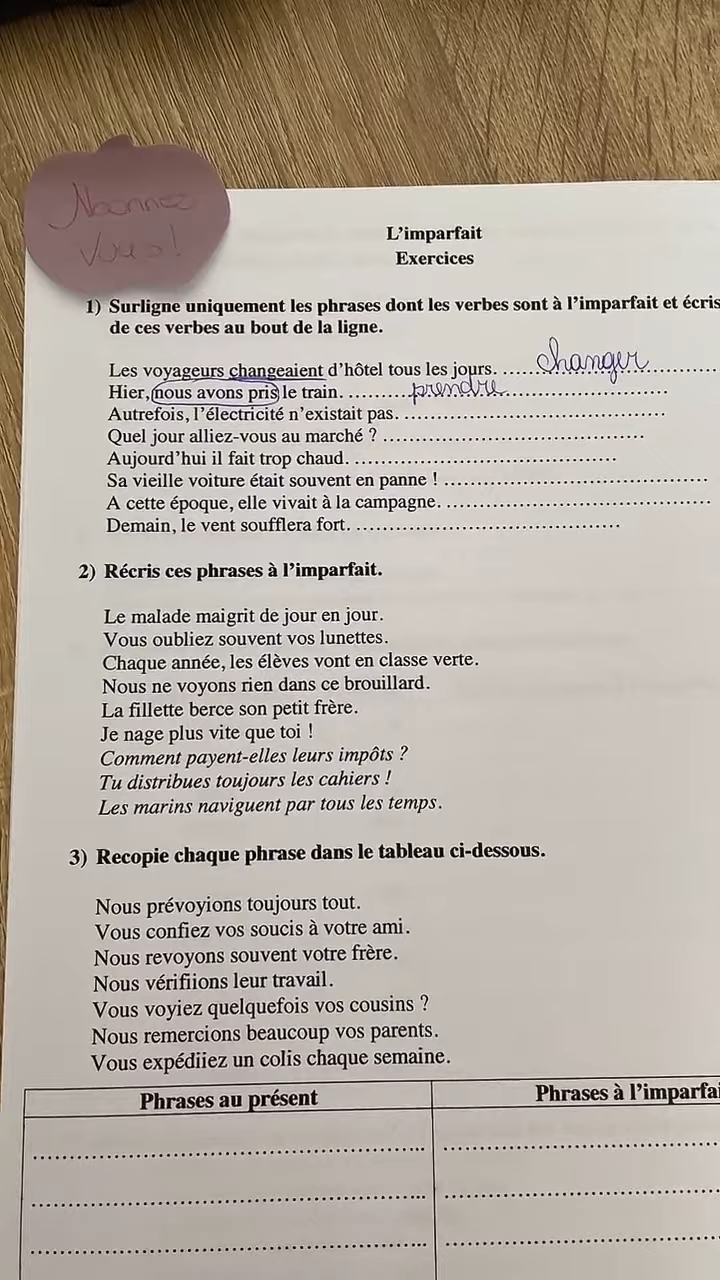 Abonnez
Vous!
L'imparfait
Exercices
1) Surligne uniquement les phrases dont les verbes sont à l'imparfait et écris
de ces verbes au bout de la ligne.
Les voyageurs changeaient d'hôtel tous les jours. ...... changer ......
Hier, nous avons pris le train. .......... prendre ..............................
Autrefois, l'électricité n'existait pas. ..............................................
Quel jour alliez-vous au marché ? ..............................................
Aujourd'hui il fait trop chaud. ..............................................
Sa vieille voiture était souvent en panne ! ..............................................
A cette époque, elle vivait à la campagne. ..............................................
Demain, le vent soufflera fort. ..............................................
2) Récris ces phrases à l'imparfait.
Le malade maigrit de jour en jour.
Vous oubliez souvent vos lunettes.
Chaque année, les élèves vont en classe verte.
Nous ne voyons rien dans ce brouillard.
La fillette berce son petit frère.
Je nage plus vite que toi !
Comment payent-elles leurs impôts ?
Tu distribues toujours les cahiers !
Les marins naviguent par tous les temps.
3) Recopie chaque phrase dans le tableau ci-dessous.
Nous prévoyions toujours tout.
Vous confiez vos soucis à votre ami.
Nous revoyons souvent votre frère.
Nous vérifiions leur travail.
Vous voyiez quelquefois vos cousins ?
Nous remercions beaucoup vos parents.
Vous expédiiez un colis chaque semaine.
Phrases au présent
Phrases à l'imparfai